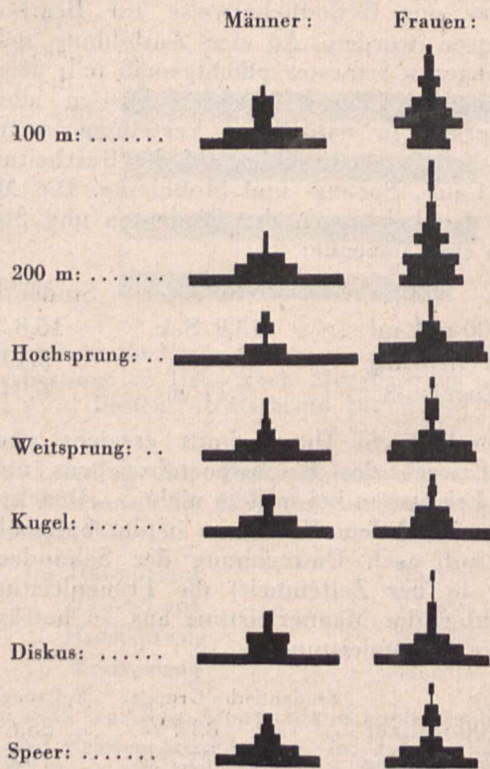 Männer: Frauen:
100 m: ........
200 m: .......
Hochsprung: ..
Weitsprung: ..
Kugel: ........
Diskus: .......
Speer: ........